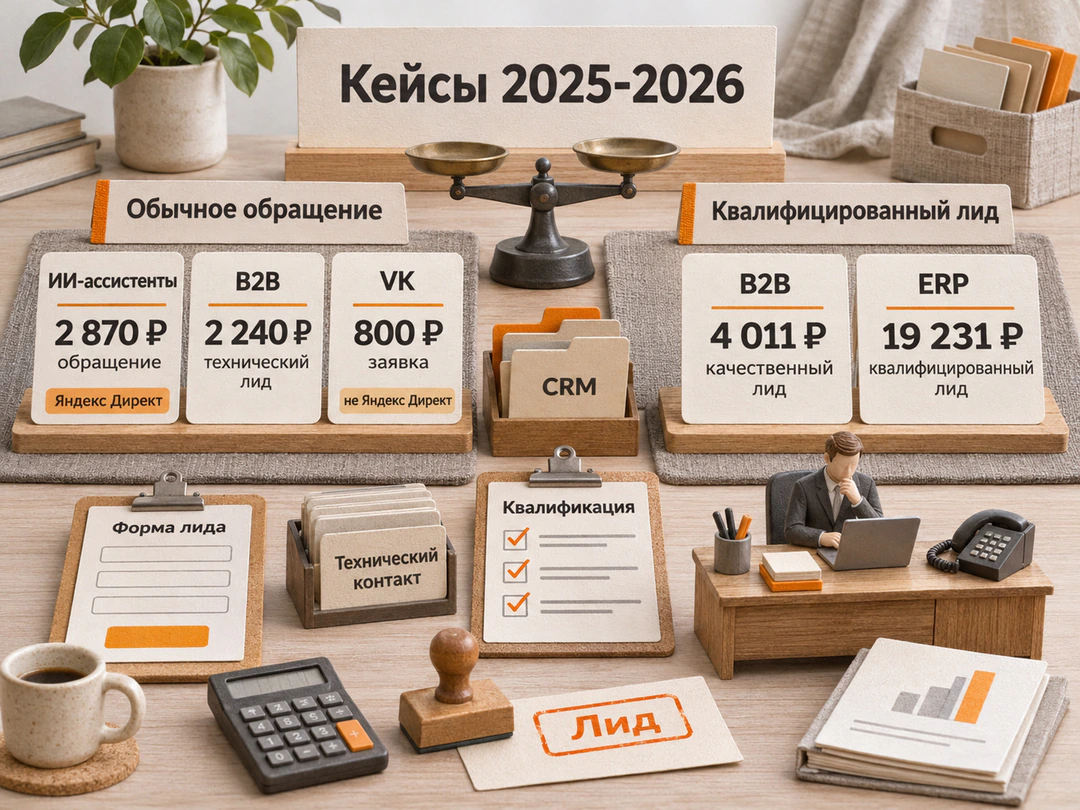 Кейсы 2025-2026
Обычное обращение
ИИ-ассистенты
2 870 ₽
обращение
Яндекс Директ
B2B
2 240 ₽
технический
лид
VK
800 ₽
заявка
не Яндекс Директ
Квалифицированный лид
B2B
4 011 ₽
качественный
лид
ERP
19 231 ₽
квалифицированный
лид
CRM
Форма лида
Технический
контакт
Квалификация
Лид